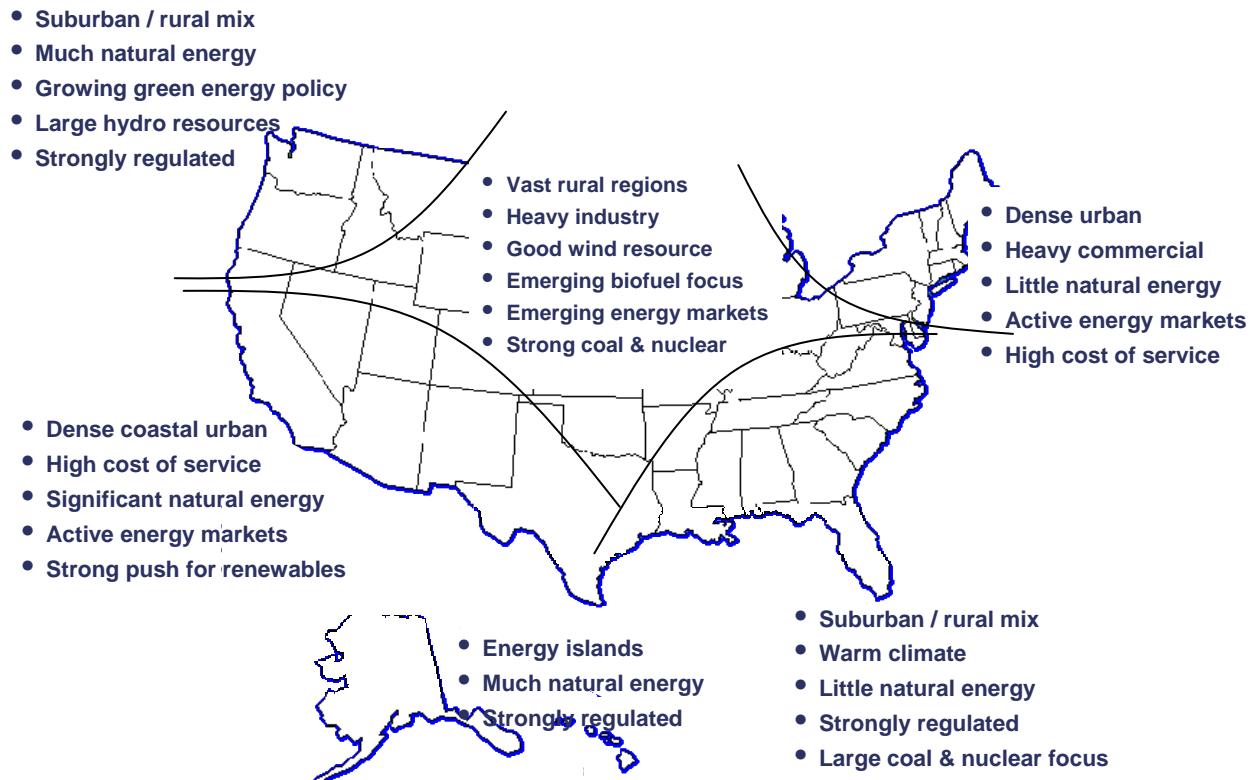 • Suburban / rural mix
• Much natural energy
• Growing green energy policy
• Large hydro resources
• Strongly regulated
• Vast rural regions
• Heavy industry
• Good wind resource
• Emerging biofuel focus
• Emerging energy markets
• Strong coal & nuclear
• Dense urban
• Heavy commercial
• Little natural energy
• Active energy markets
• High cost of service
• Dense coastal urban
• High cost of service
• Significant natural energy
• Active energy markets
• Strong push for renewables
• Energy islands
• Much natural energy
• Strongly regulated
• Suburban / rural mix
• Warm climate
• Little natural energy
• Strongly regulated
• Large coal & nuclear focus